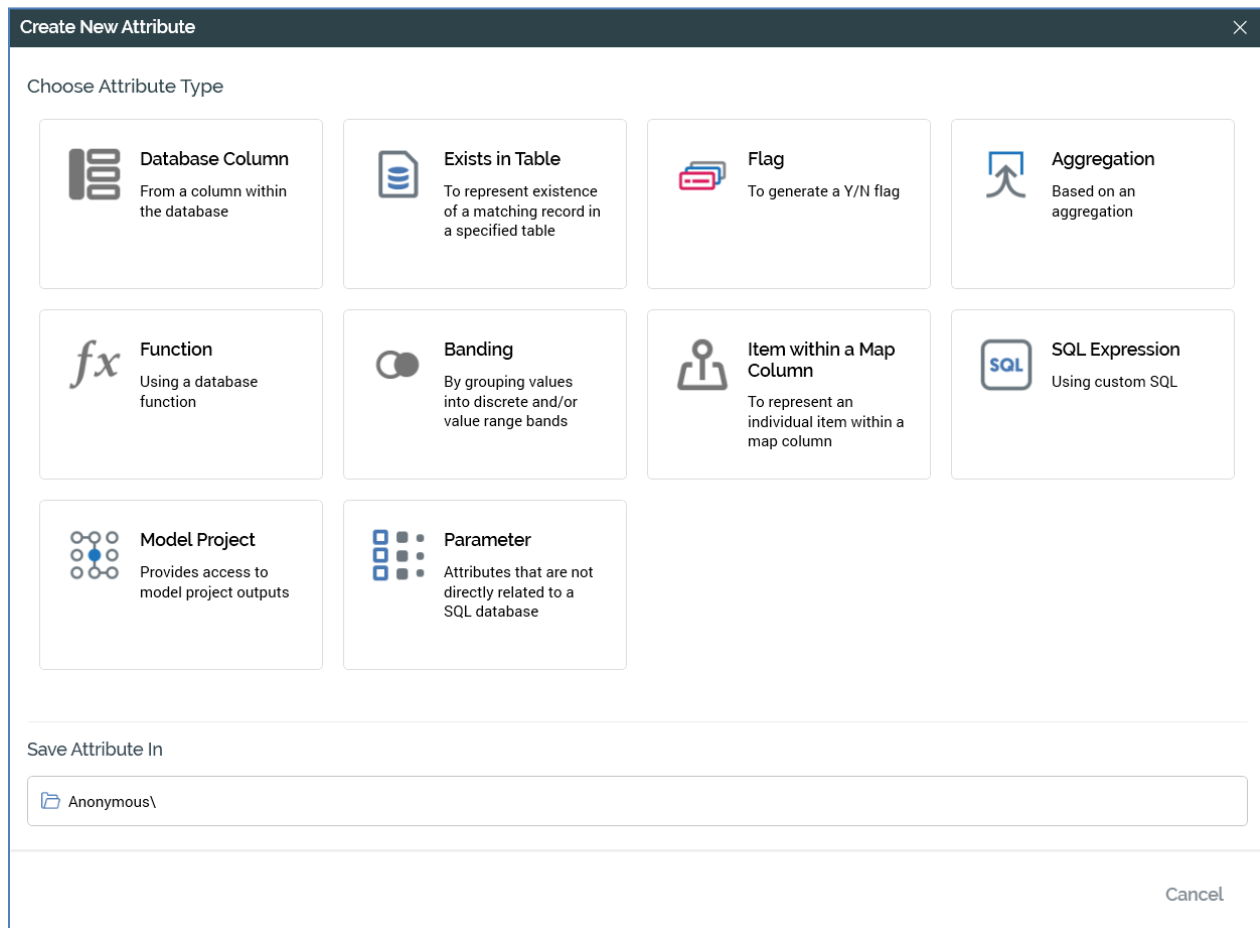 Create New Attribute
Choose Attribute Type
Database Column
From a column within
the database
Exists in Table
To represent existence
of a matching record in
a specified table
Flag
To generate a Y/N flag
Aggregation
Based on an
aggregation
fx
Function
Using a database
function
Banding
By grouping values
into discrete and/or
value range bands
Item within a Map
Column
To represent an
individual item within a
map column
SQL
SQL Expression
Using custom SQL
Model Project
Provides access to
model project outputs
Parameter
Attributes that are not
directly related to a
SQL database
Save Attribute In
Anonymous\
Cancel